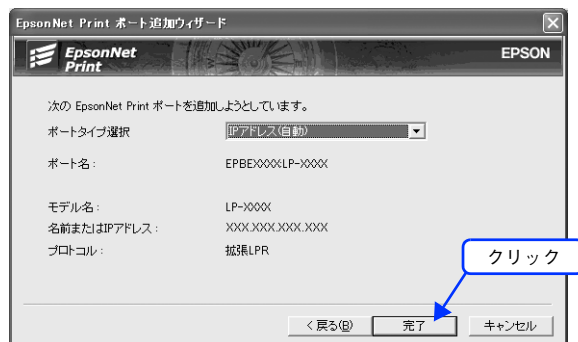 EpsonNet Print ポート追加ウィザード
EpsonNet
Print
EPSON
次の EpsonNet Print ポートを追加しようとしています。
ポートタイプ選択 IPアドレス(自動)
ポート名 : EPBEXXXX:LP-XXXX
モデル名 : LP-XXXX
名前またはIPアドレス : XXX.XXX.XXX.XXX
プロトコル : 拡張LPR
クリック
< 戻る(B) 完了 キャンセル